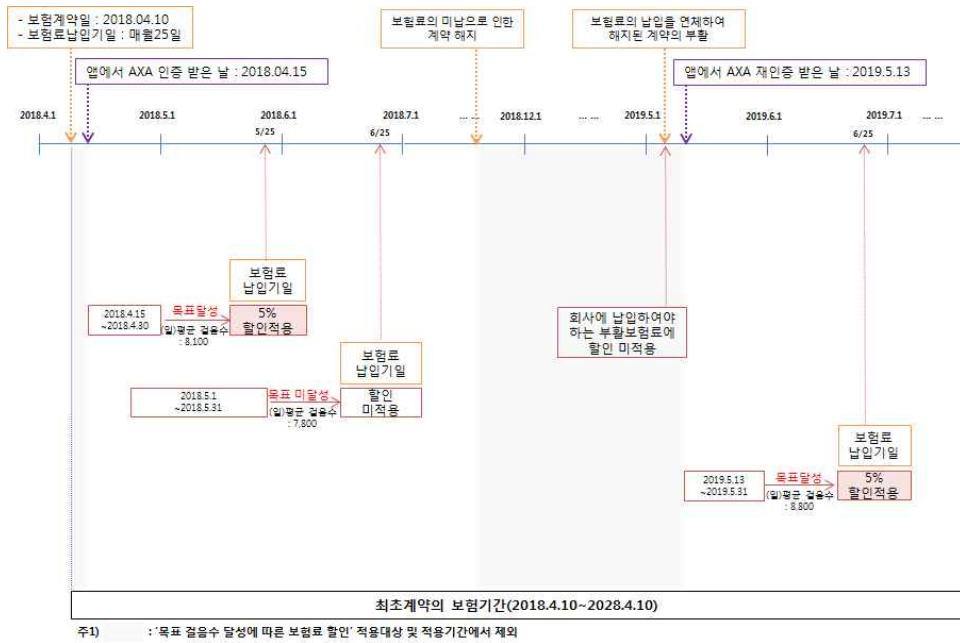 - 보험계약일 : 2018.04.10
- 보험료납입기일 : 매월25일
보험료의 미납으로 인한
계약 해지
보험료의 납입을 연체하여
해지된 계약의 부활
앱에서 AXA 인증 받은 날 : 2018.04.15
앱에서 AXA 재인증 받은 날 : 2019.5.13
2018.4.1
2018.5.1
2018.6.1
2018.7.1
... ...
2018.12.1
... ...
2019.5.1
2019.6.1
2019.7.1
... ...
5/25
6/25
6/25
보험료
납입기일
2018.4.15
~2018.4.30
목표달성
(일)평균 걸음수
: 8,100
5%
할인적용
회사에 납입하여야
하는 부활보험료에
할인 미적용
보험료
납입기일
2018.5.1
~2018.5.31
목표 미달성
(일)평균 걸음수
: 7,800
할인
미적용
보험료
납입기일
2019.5.13
~2019.5.31
목표달성
(일)평균 걸음수
: 8,800
5%
할인적용
최초계약의 보험기간(2018.4.10~2028.4.10)
주1) : '목표 걸음수 달성에 따른 보험료 할인' 적용대상 및 적용기간에서 제외